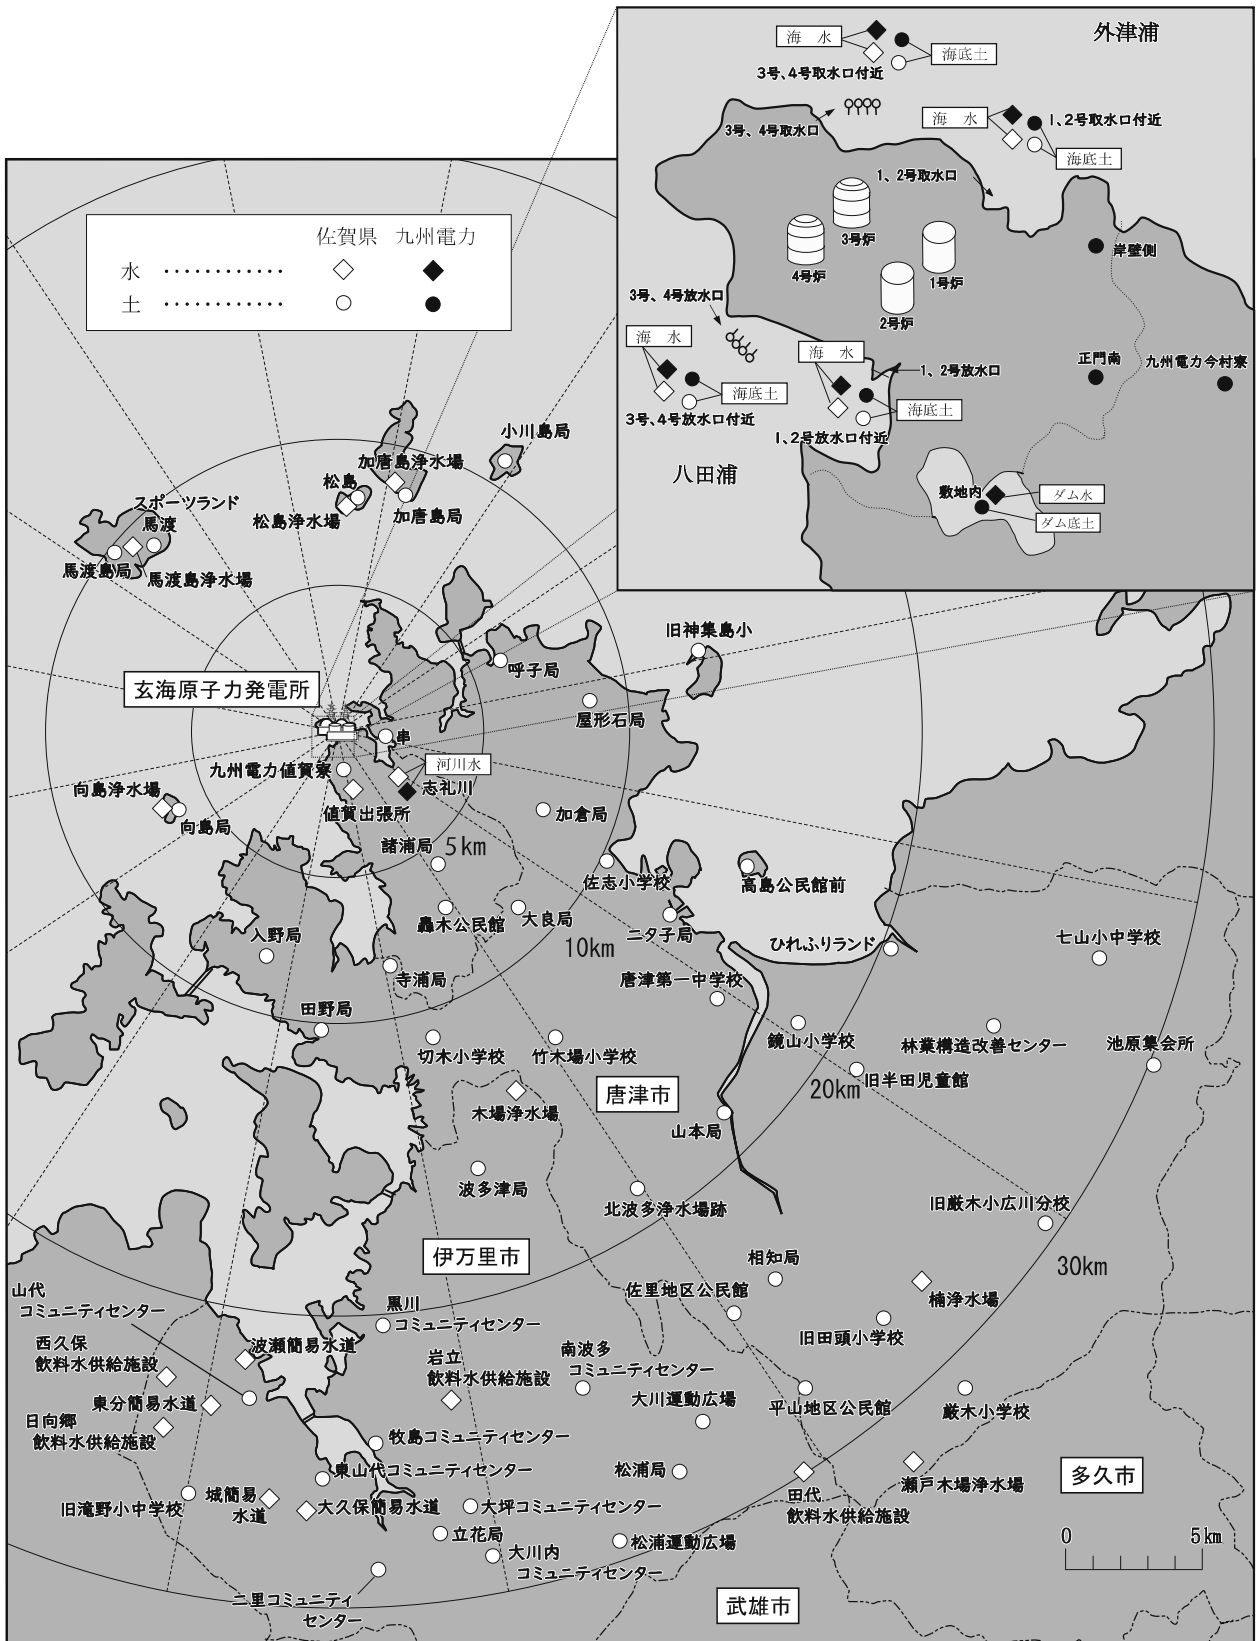 外津浦
海　水
海底土
3号、4号取水口付近
海　水
1、2号取水口付近
海底土
3号、4号取水口
1、2号取水口
3号炉
4号炉
1号炉
2号炉
岸壁側
3号、4号放水口
海　水
海底土
3号、4号放水口付近
海　水
1、2号放水口
海底土
1、2号放水口付近
正門南
九州電力今村寮
八田浦
敷地内
ダム水
ダム底土
佐賀県　九州電力
水 ・・・・・・・・・・・・
土 ・・・・・・・・・・・・
小川島局
加唐島浄水場
松島
松島浄水場
加唐島局
スポーツランド
馬渡
馬渡島局
馬渡島浄水場
旧神集島小
呼子局
玄海原子力発電所
屋形石局
串
九州電力値賀寮
河川水
志礼川
向島浄水場
向島局
値賀出張所
加倉局
諸浦局
5km
佐志小学校
高島公民館前
轟木公民館
大良局
二タ子局
入野局
10km
ひれふりランド
七山小中学校
寺浦局
唐津第一中学校
田野局
切木小学校
竹木場小学校
鏡山小学校
林業構造改善センター
池原集会所
唐津市
20km
旧半田児童館
木場浄水場
山本局
波多津局
北波多浄水場跡
旧厳木小広川分校
伊万里市
相知局
30km
山代
コミュニティセンター
佐里地区公民館
楠浄水場
黒川
コミュニティセンター
旧田頭小学校
西久保
飲料水供給施設
波瀬簡易水道
岩立
飲料水供給施設
南波多
コミュニティセンター
東分簡易水道
大川運動広場
平山地区公民館
厳木小学校
日向郷
飲料水供給施設
牧島コミュニティセンター
東山代コミュニティセンター
松浦局
瀬戸木場浄水場
多久市
旧滝野小中学校
城簡易
水道
大久保簡易水道
大坪コミュニティセンター
田代
飲料水供給施設
立花局
松浦運動広場
大川内
コミュニティセンター
0　5km
二里コミュニティ
センター
武雄市